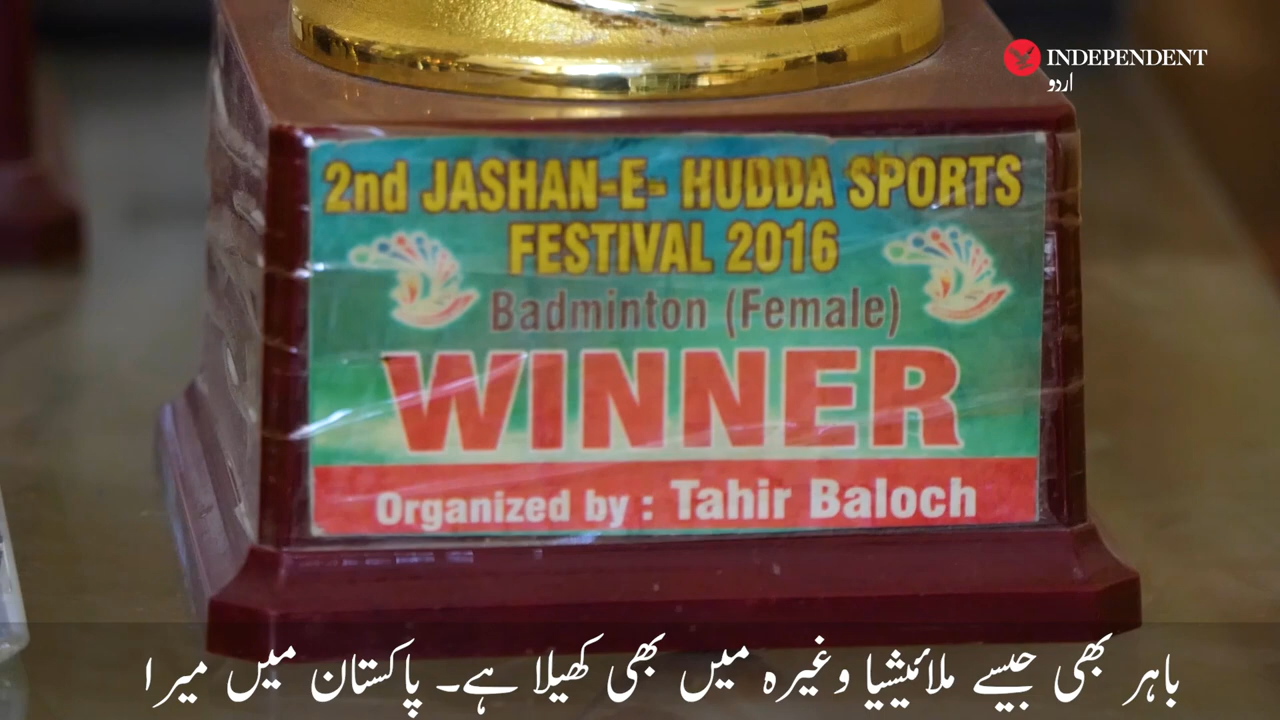 INDEPENDENT
اردو
2nd JASHAN-E- HUDDA SPORTS
FESTIVAL 2016
Badminton (Female)
WINNER
Organized by : Tahir Baloch
باہر بھی جیسے ملائیشیا وغیرہ میں بھی کھیلا ہے۔ پاکستان میں میرا